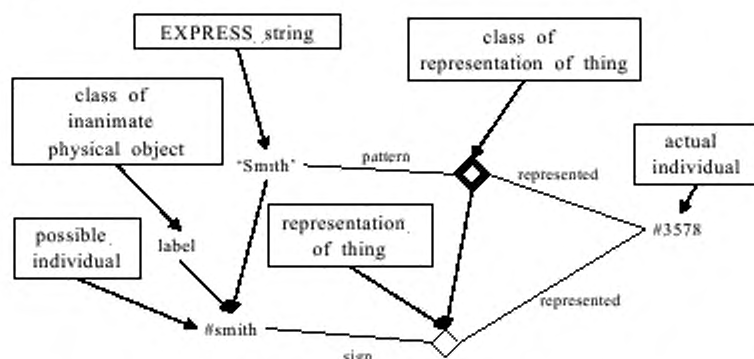 EXPRESS string
class of
representation of thing
class of
inanimate
physical object
actual
individual
"Smith"
pattern
represented
representation
of thing
possible
individual
label
#3578
represented
#smith
sign